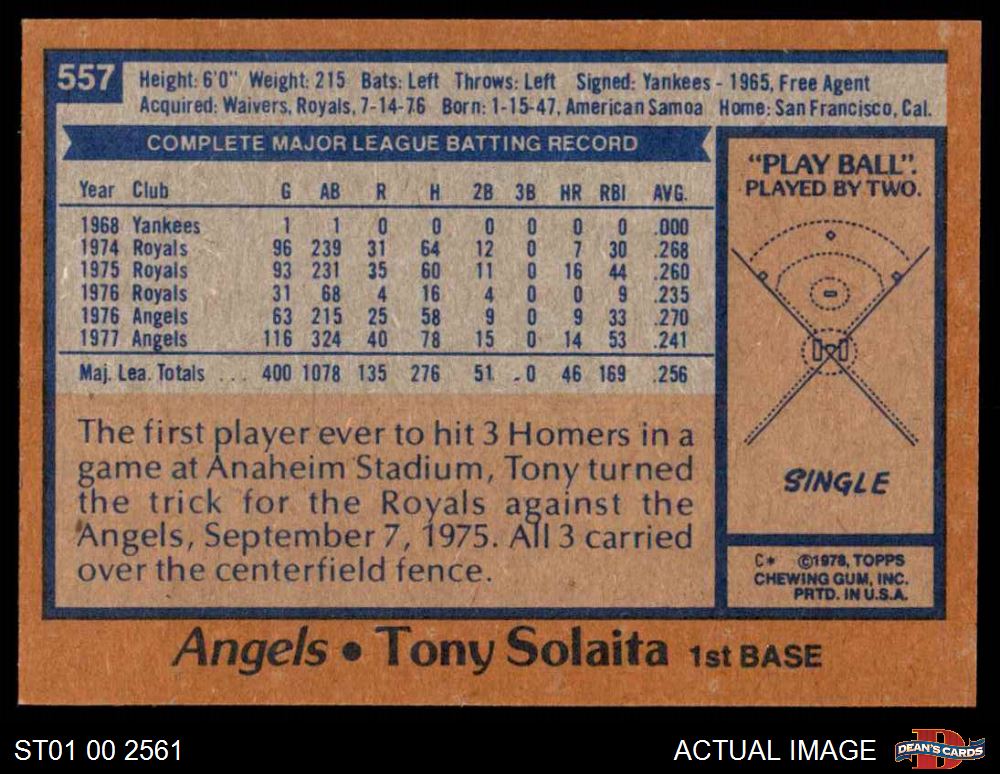 557
Height: 6'0" Weight: 215 Bats: Left Throws: Left Signed: Yankees - 1965, Free Agent
Acquired: Waivers, Royals, 7-14-76 Born: 1-15-47, American Samoa Home: San Francisco, Cal.
COMPLETE MAJOR LEAGUE BATTING RECORD
Year Club G AB R H 2B 3B HR RBI AVG.
1968 Yankees 1 1 0 0 0 0 0 0 .000
1974 Royals 96 239 31 64 12 0 7 30 .268
1975 Royals 93 231 35 60 11 0 16 44 .260
1976 Royals 31 68 4 16 4 0 0 9 .235
1976 Angels 63 215 25 58 9 0 9 33 .270
1977 Angels 116 324 40 78 15 0 14 53 .241
Maj. Lea. Totals ... 400 1078 135 276 51 0 46 169 .256
The first player ever to hit 3 Homers in a
game at Anaheim Stadium, Tony turned
the trick for the Royals against the
Angels, September 7, 1975. All 3 carried
over the centerfield fence.
"PLAY BALL".
PLAYED BY TWO.
SINGLE
C* ©1978, TOPPS
CHEWING GUM, INC.
PRTD. IN U.S.A.
Angels • Tony Solaita 1st BASE
ST01 00 2561
ACTUAL IMAGE
DEAN'S CARDS